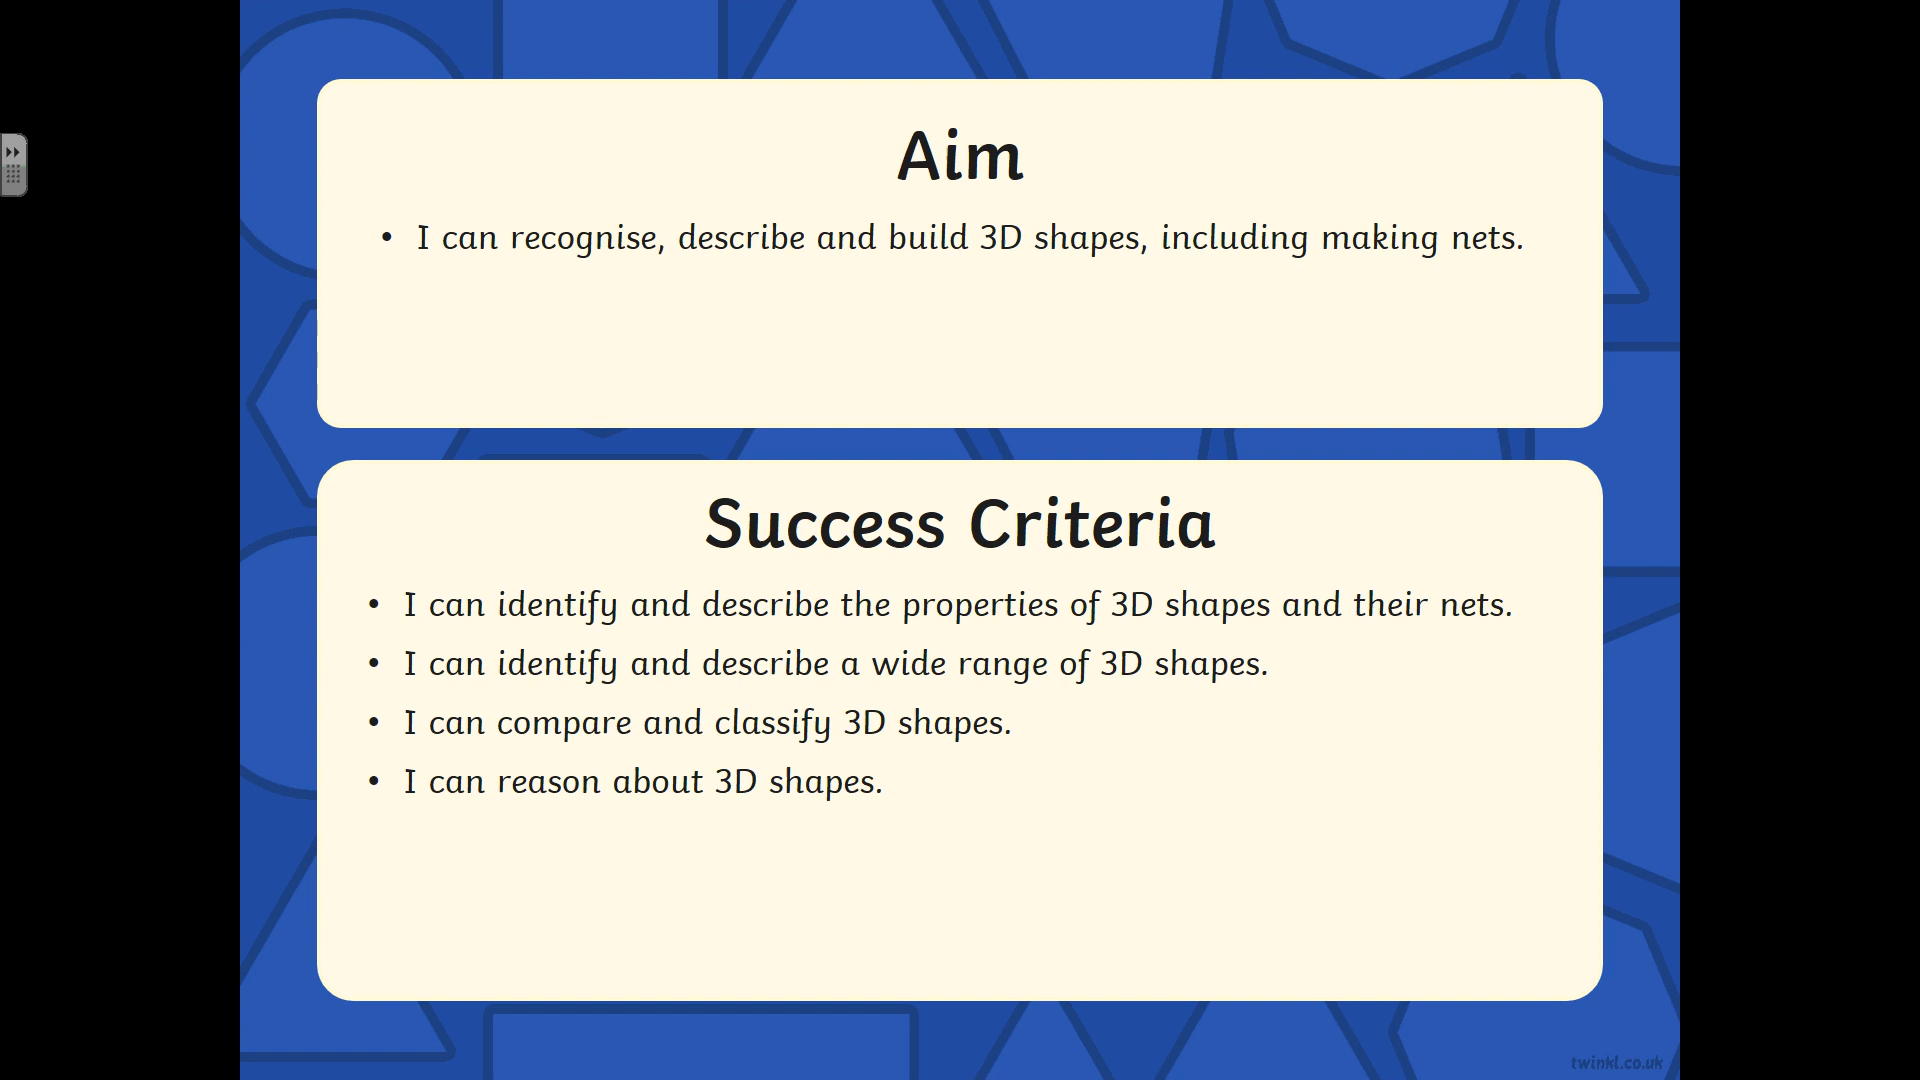 Aim
• I can recognise, describe and build 3D shapes, including making nets.
Success Criteria
• I can identify and describe the properties of 3D shapes and their nets.
• I can identify and describe a wide range of 3D shapes.
• I can compare and classify 3D shapes.
• I can reason about 3D shapes.
twinkl.co.uk